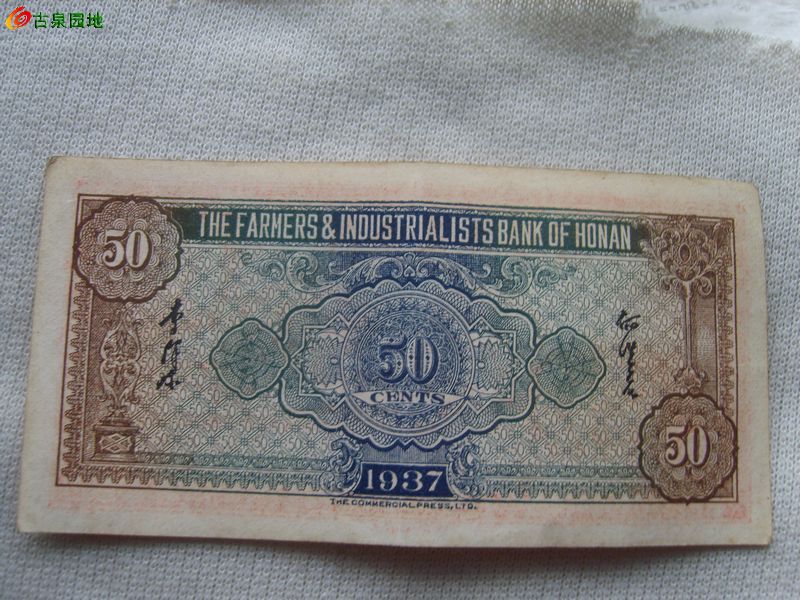 古泉园地
THE FARMERS & INDUSTRIALISTS BANK OF HONAN
50
50
CENTS
50
1937
THE COMMERCIAL PRESS, LTD.